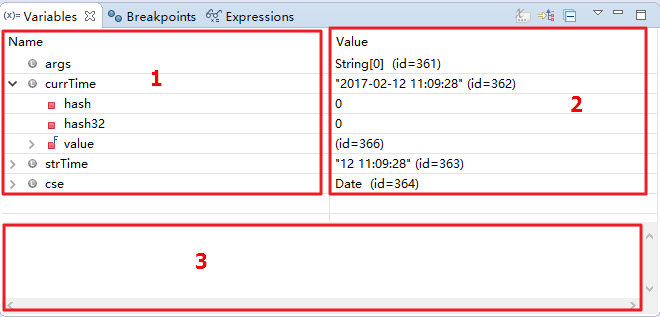 (x)= Variables Breakpoints Expressions
Name Value
args String[0] (id=361)
currTime "2017-02-12 11:09:28" (id=362)
hash 0
hash32 0
F value (id=366)
strTime "12 11:09:28" (id=363)
cse Date (id=364)
1
2
3